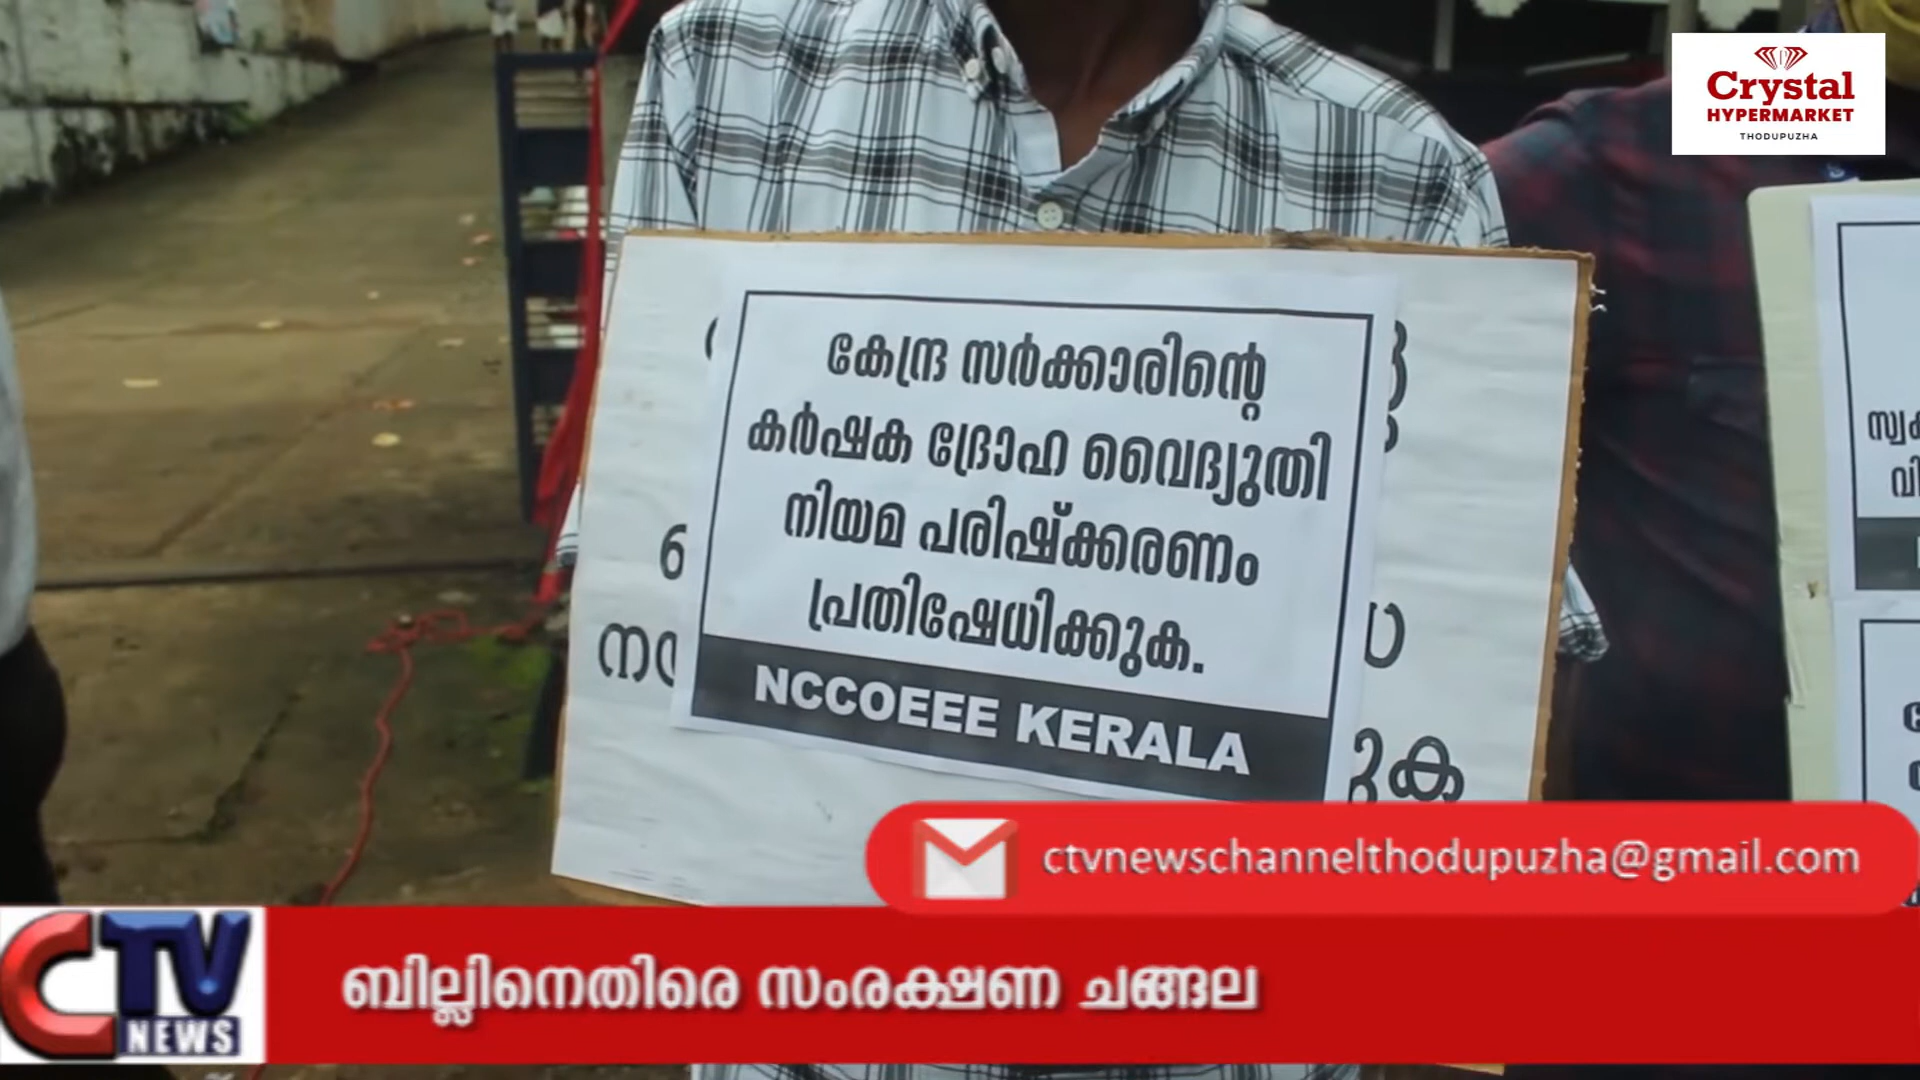 Crystal
HYPERMARKET
THODUPUZHA
കേന്ദ്ര സർക്കാരിന്റെ
കർഷക ദ്രോഹ വൈദ്യുതി
നിയമ പരിഷ്ക്കരണം
പ്രതിഷേധിക്കുക.
NCCOEEE KERALA
ctvnewschannelthodupuzha@gmail.com
CTV
NEWS
ബില്ലിനെതിരെ സംരക്ഷണ ചങ്ങല